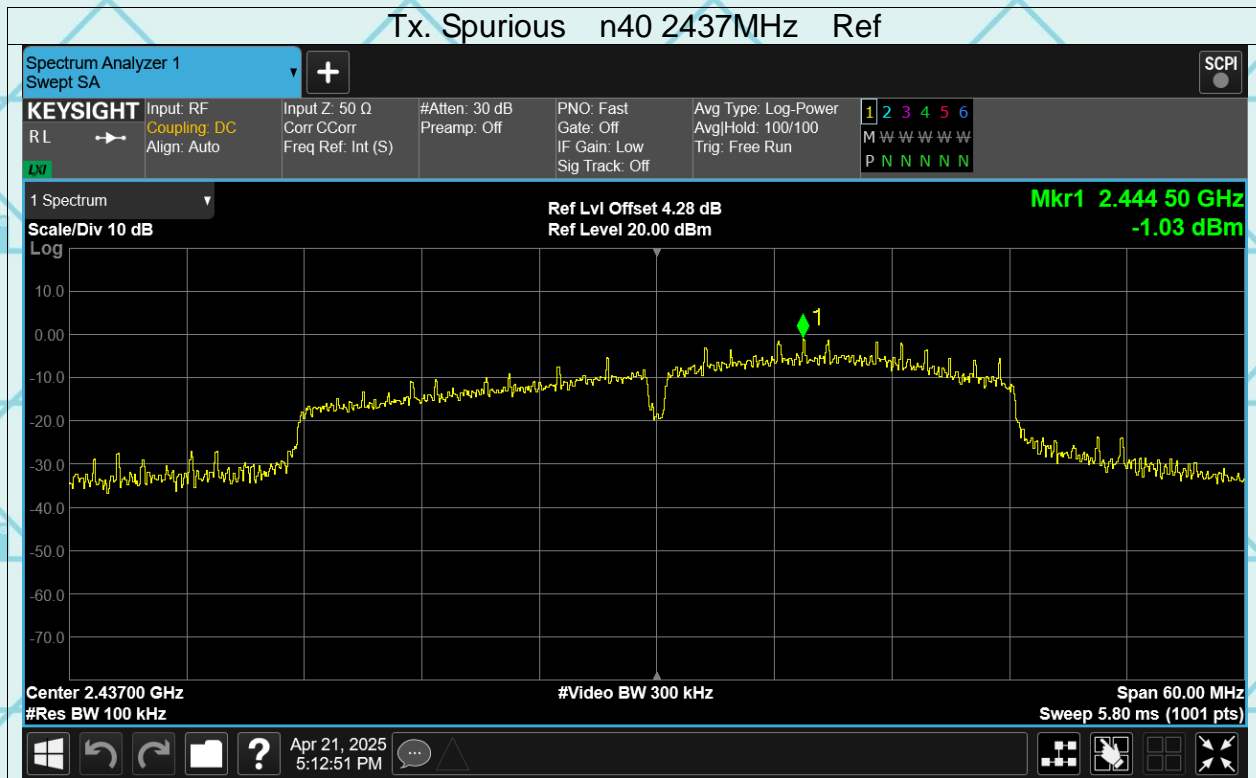 Tx. Spurious n40 2437MHz Ref
Spectrum Analyzer 1
Swept SA
▼
+
SCPI
KEYSIGHT
RL
LXI
Input: RF
Coupling: DC
Align: Auto
Input Z: 50 Ω
Corr CCorr
Freq Ref: Int (S)
#Atten: 30 dB
Preamp: Off
PNO: Fast
Gate: Off
IF Gain: Low
Sig Track: Off
Avg Type: Log-Power
Avg|Hold: 100/100
Trig: Free Run
1 2 3 4 5 6
M W W W W W
P N N N N N
1 Spectrum ▼
Scale/Div 10 dB
Ref Lvl Offset 4.28 dB
Ref Level 20.00 dBm
Mkr1 2.444 50 GHz
-1.03 dBm
Log
10.0
0.00
-10.0
-20.0
-30.0
-40.0
-50.0
-60.0
-70.0
1
Center 2.43700 GHz
#Res BW 100 kHz
#Video BW 300 kHz
Span 60.00 MHz
Sweep 5.80 ms (1001 pts)
?
Apr 21, 2025
5:12:51 PM